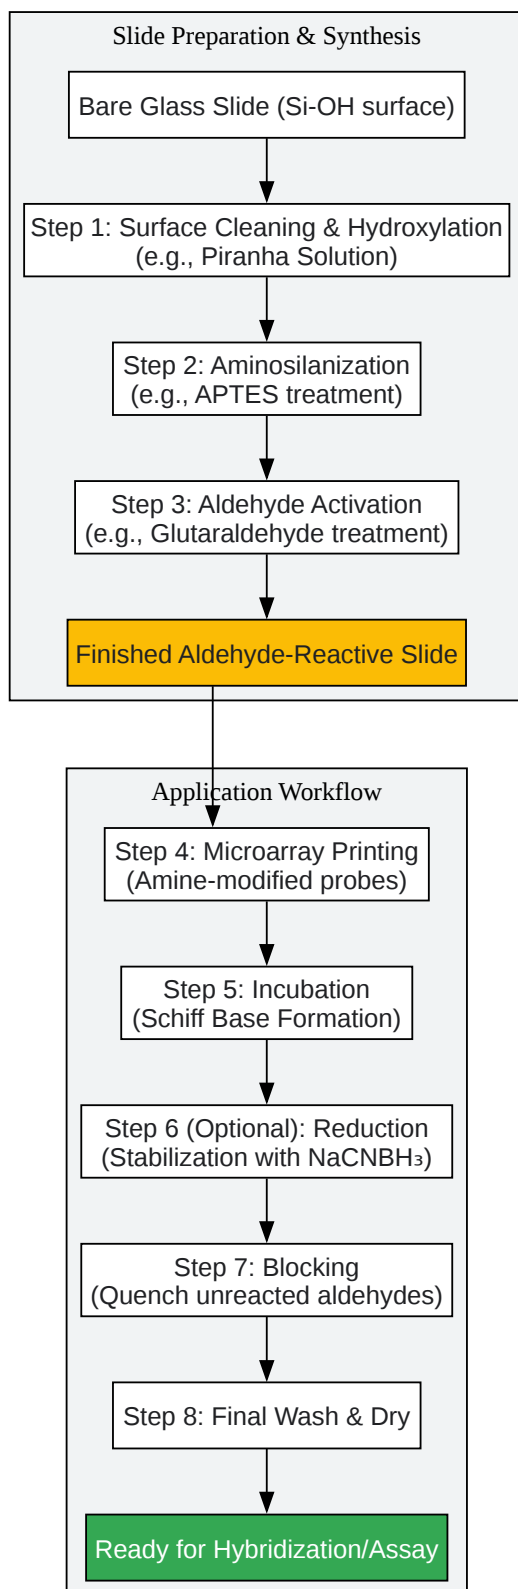 Slide Preparation & Synthesis
Bare Glass Slide (Si-OH surface)
Step 1: Surface Cleaning & Hydroxylation
(e.g., Piranha Solution)
Step 2: Aminosilanization
(e.g., APTES treatment)
Step 3: Aldehyde Activation
(e.g., Glutaraldehyde treatment)
Finished Aldehyde-Reactive Slide
Application Workflow
Step 4: Microarray Printing
(Amine-modified probes)
Step 5: Incubation
(Schiff Base Formation)
Step 6 (Optional): Reduction
(Stabilization with NaCNBH₃)
Step 7: Blocking
(Quench unreacted aldehydes)
Step 8: Final Wash & Dry
Ready for Hybridization/Assay